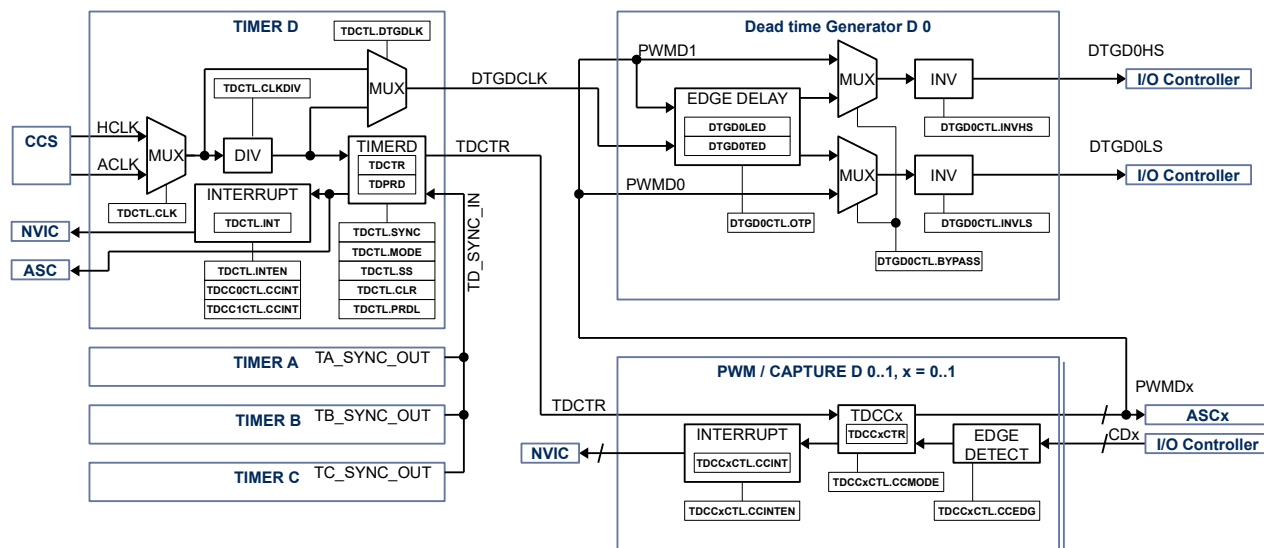 TIMER D
TDCTL.DTGDLK
TDCTL.CLKDIV
MUX
DTGDCLK
CCS
HCLK
ACLK
MUX
DIV
TIMERD
TDCTR
TDPRD
TDCTR
TDCTL.CLK
INTERRUPT
TDCTL.INT
NVIC
ASC
TDCTL.INTEN
TDCC0CTL.CCINT
TDCC1CTL.CCINT
TDCTL.SYNC
TDCTL.MODE
TDCTL.SS
TDCTL.CLR
TDCTL.PRDL
TD_SYNC_IN
TIMER A
TA_SYNC_OUT
TIMER B
TB_SYNC_OUT
TIMER C
TC_SYNC_OUT
Dead time Generator D 0
PWMD1
EDGE DELAY
DTGD0LED
DTGD0TED
PWMD0
MUX
INV
DTGD0HS
I/O Controller
DTGD0CTL.INVHS
MUX
INV
DTGD0LS
I/O Controller
DTGD0CTL.OTP
DTGD0CTL.INVLS
DTGD0CTL.BYPASS
PWM / CAPTURE D 0..1, x = 0..1
TDCTR
TDCCx
TDCCxCTR
PWMDx
ASCx
NVIC
INTERRUPT
TDCCxCTL.CCINT
EDGE
DETECT
CDx
I/O Controller
TDCCxCTL.CCMODE
TDCCxCTL.CCINTEN
TDCCxCTL.CCEDG